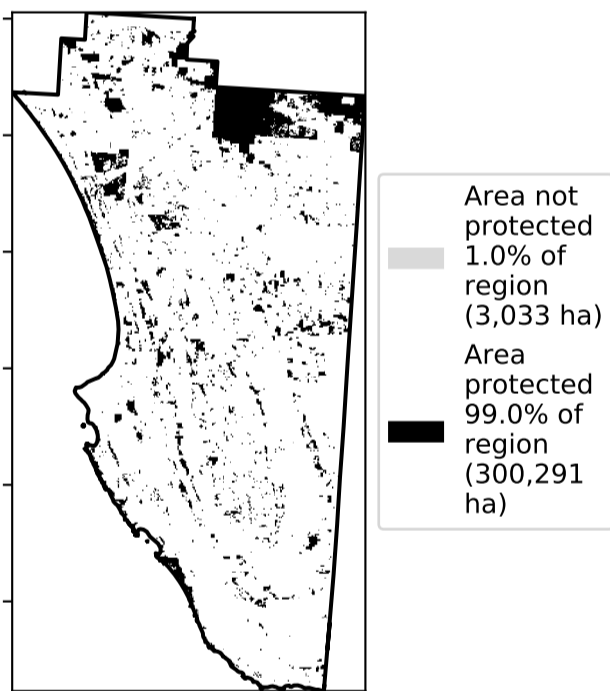 Area not
protected
1.0% of
region
(3,033 ha)
Area
protected
99.0% of
region
(300,291
ha)